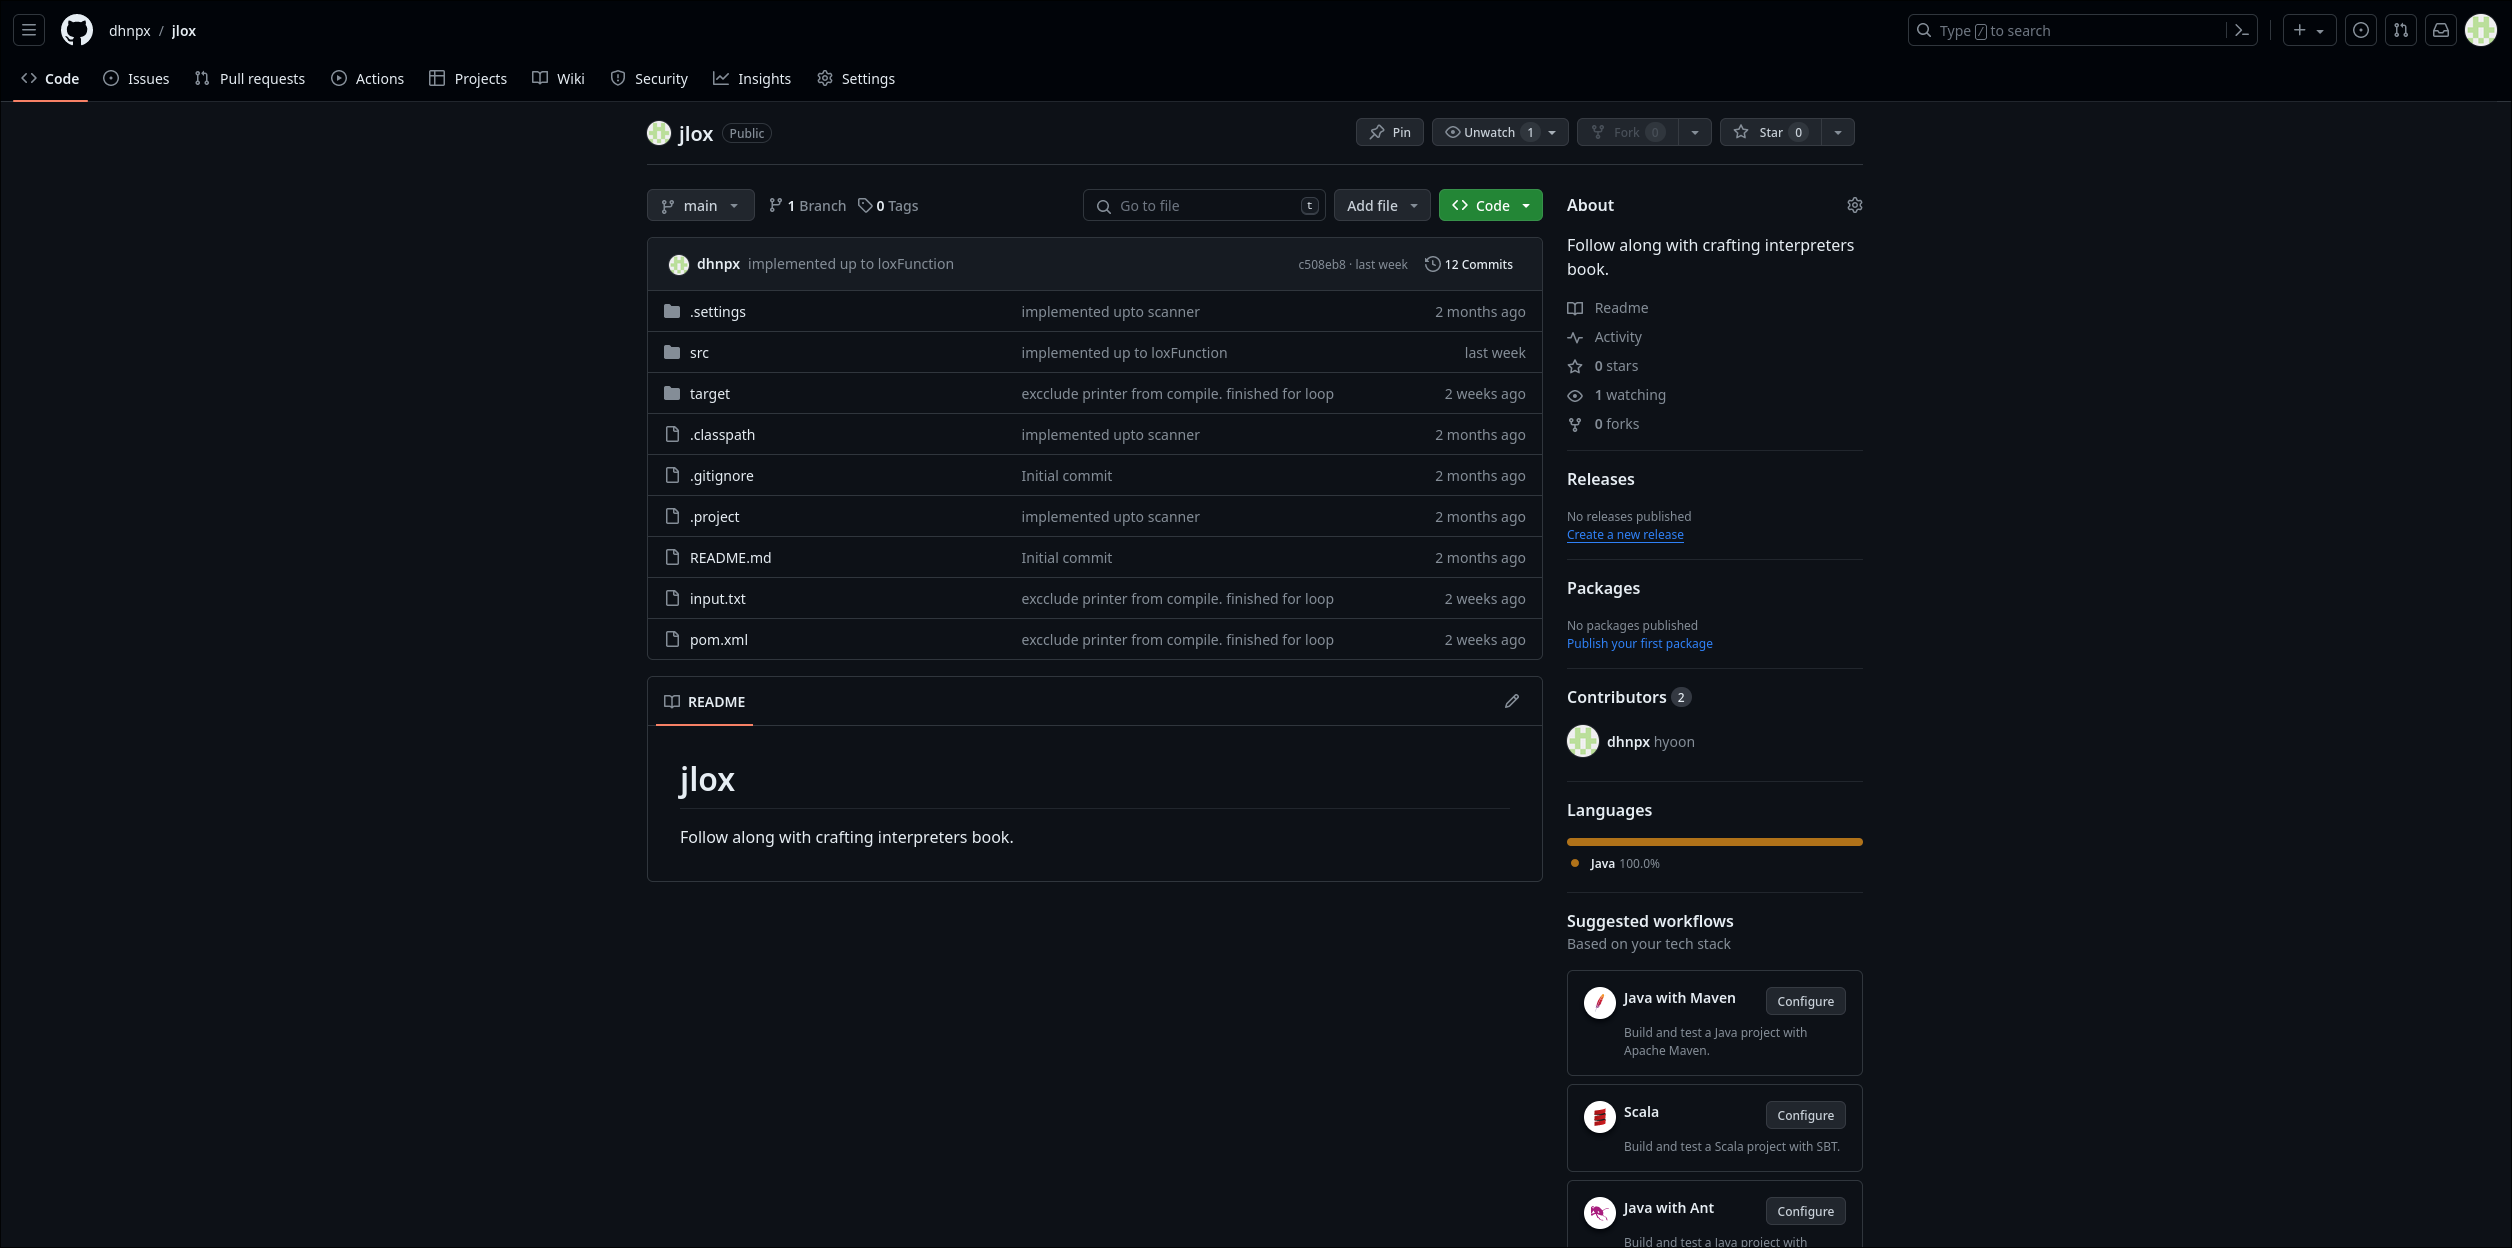 dhnpx / jlox
Type / to search
Code Issues Pull requests Actions Projects Wiki Security Insights Settings
jlox Public
Pin Unwatch 1 Fork 0 Star 0
main 1 Branch 0 Tags Go to file t Add file Code
dhnpx implemented up to loxFunction c508eb8 · last week 12 Commits
.settings implemented upto scanner 2 months ago
src implemented up to loxFunction last week
target excclude printer from compile. finished for loop 2 weeks ago
.classpath implemented upto scanner 2 months ago
.gitignore Initial commit 2 months ago
.project implemented upto scanner 2 months ago
README.md Initial commit 2 months ago
input.txt excclude printer from compile. finished for loop 2 weeks ago
pom.xml excclude printer from compile. finished for loop 2 weeks ago
README
jlox
Follow along with crafting interpreters book.
About
Follow along with crafting interpreters
book.
Readme
Activity
0 stars
1 watching
0 forks
Releases
No releases published
Create a new release
Packages
No packages published
Publish your first package
Contributors 2
dhnpx hyoon
Languages
Java 100.0%
Suggested workflows
Based on your tech stack
Java with Maven Configure
Build and test a Java project with
Apache Maven.
Scala Configure
Build and test a Scala project with SBT.
Java with Ant Configure
Build and test a Java project with